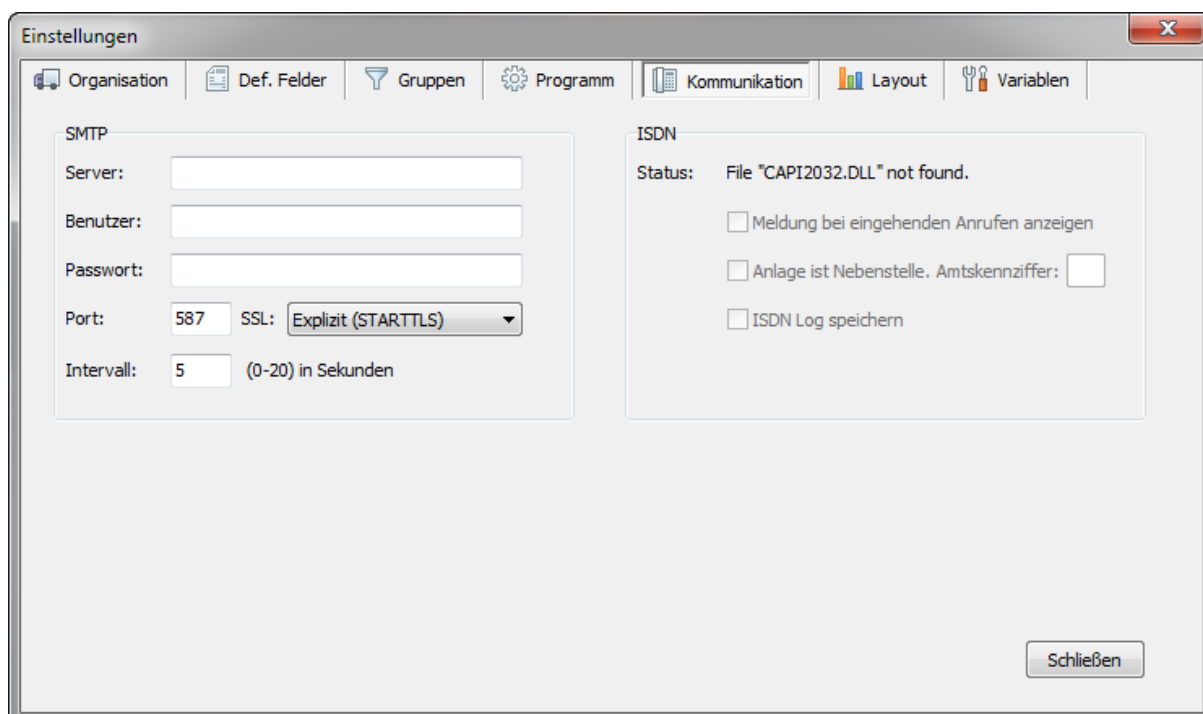 Einstellungen
Organisation Def. Felder Gruppen Programm Kommunikation Layout Variablen
SMTP
Server:
Benutzer:
Passwort:
Port: 587 SSL: Explizit (STARTTLS)
Intervall: 5 (0-20) in Sekunden
ISDN
Status: File "CAPI2032.DLL" not found.
Meldung bei eingehenden Anrufen anzeigen
Anlage ist Nebenstelle. Amtskennziffer:
ISDN Log speichern
Schließen